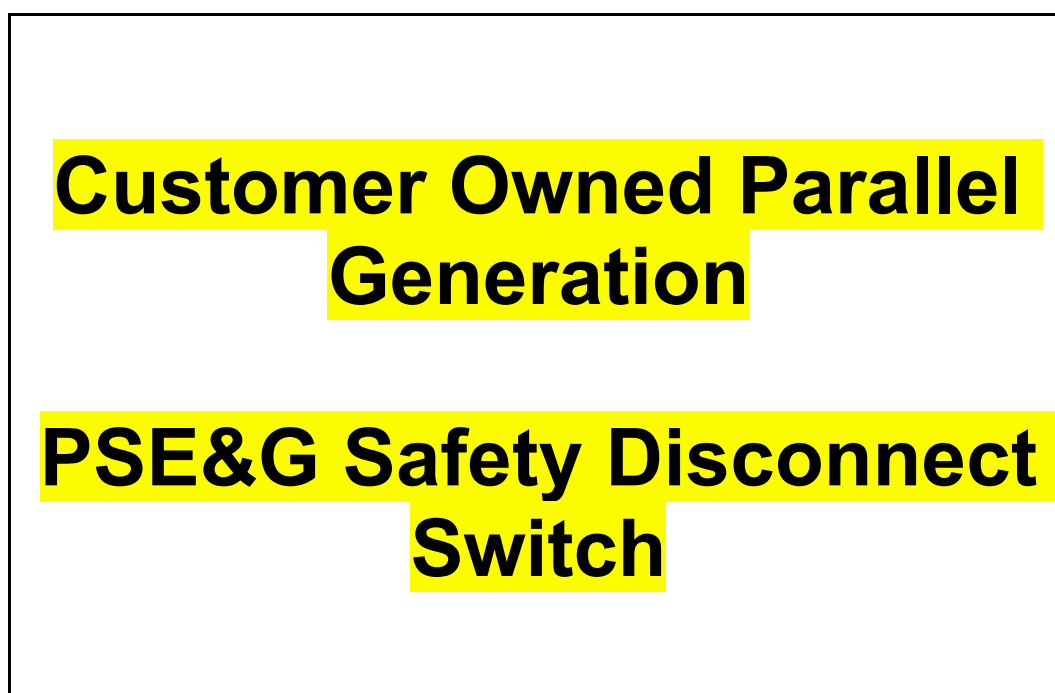 Customer Owned Parallel
Generation
PSE&G Safety Disconnect
Switch